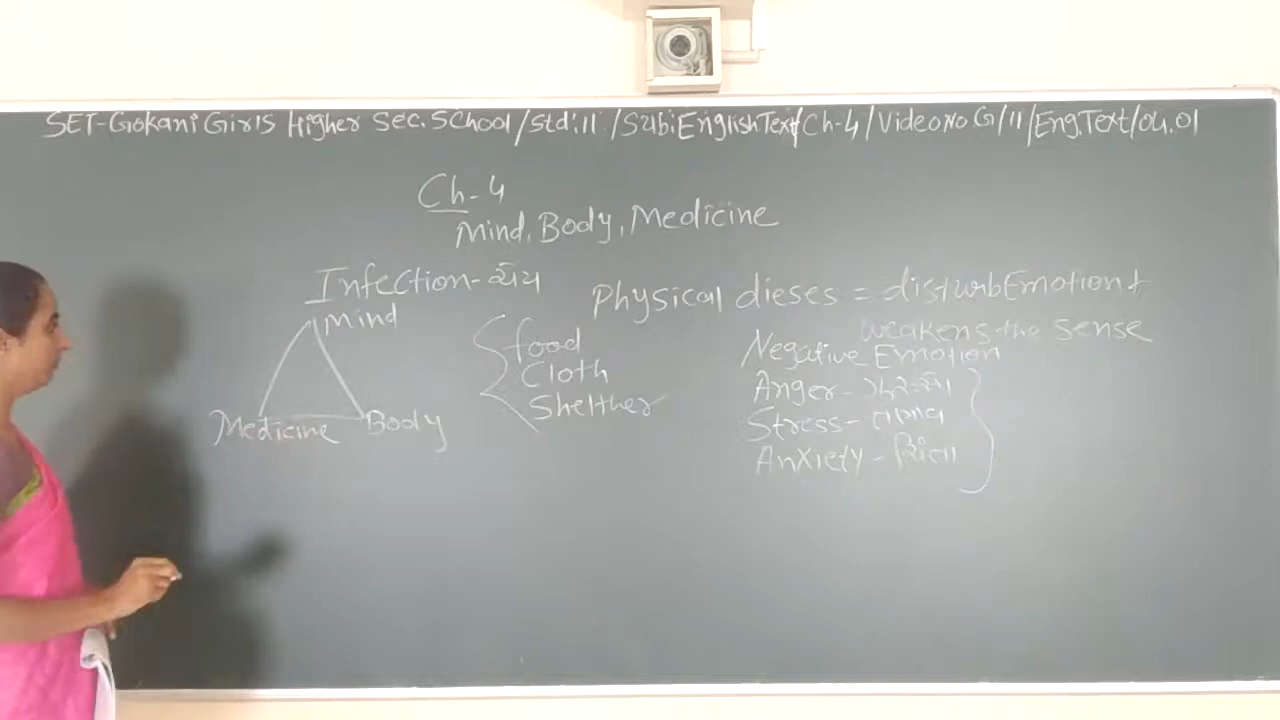 SET-Gokani Girls Higher Sec. School/Std:11/Sub:English Text/Ch-4/Video No G/11/Eng.Text/04.01
Ch-4
Mind, Body, Medicine
Infection-
Mind
Medicine Body
food
Cloth
Shelther
Physical dieses = disturb Emotion +
weakens the sense
Negative Emotion
Anger-
Stress- તણાવ
Anxiety - ચિંતા